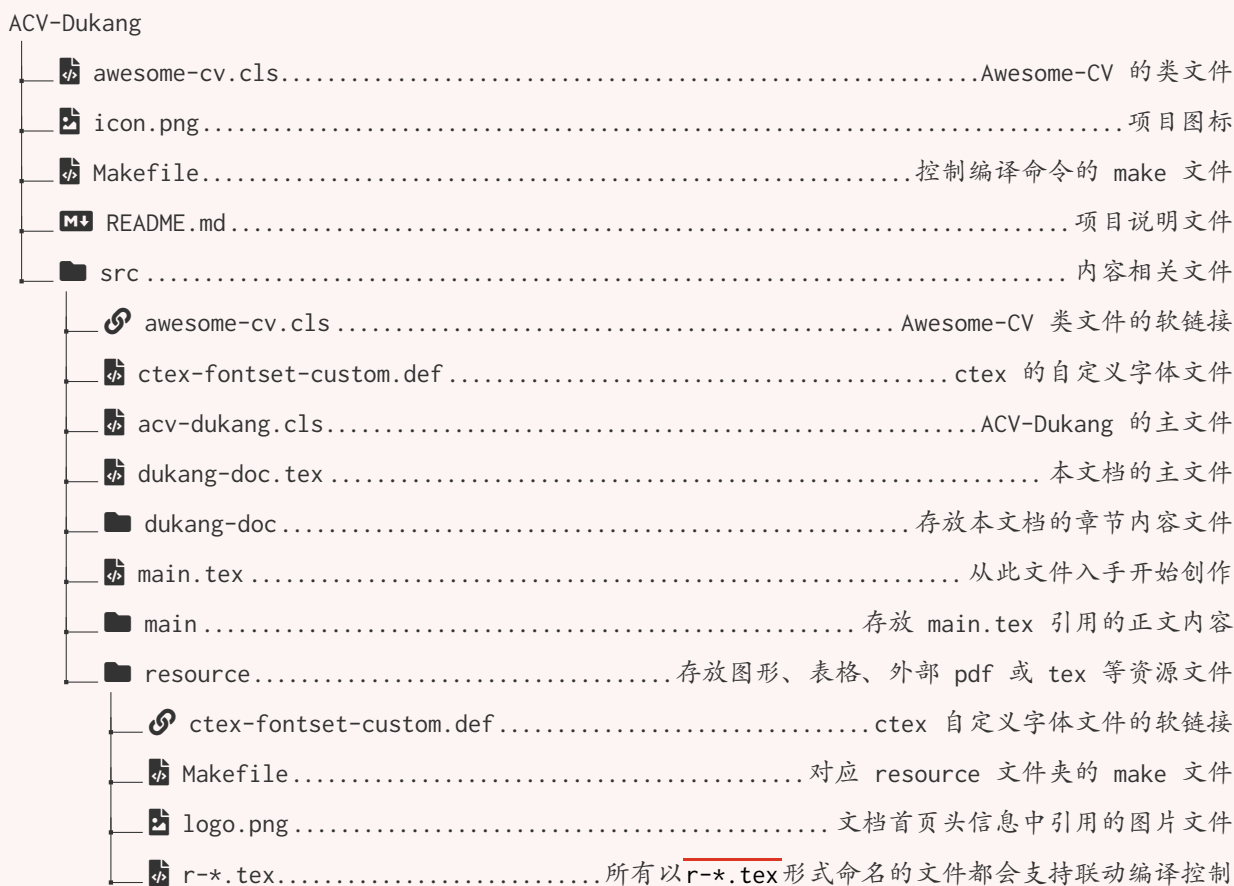 ACV-Dukang
awesome-cv.cls..........Awesome-CV 的类文件
icon.png..........项目图标
Makefile..........控制编译命令的 make 文件
README.md..........项目说明文件
src..........内容相关文件
awesome-cv.cls..........Awesome-CV 类文件的软链接
ctex-fontset-custom.def..........ctex 的自定义字体文件
acv-dukang.cls..........ACV-Dukang 的主文件
dukang-doc.tex..........本文档的主文件
dukang-doc..........存放本文档的章节内容文件
main.tex..........从此文件入手开始创作
main..........存放 main.tex 引用的正文内容
resource..........存放图形、表格、外部 pdf 或 tex 等资源文件
ctex-fontset-custom.def..........ctex 自定义字体文件的软链接
Makefile..........对应 resource 文件夹的 make 文件
logo.png..........文档首页头信息中引用的图片文件
r-*.tex..........所有以r-*.tex形式命名的文件都会支持联动编译控制